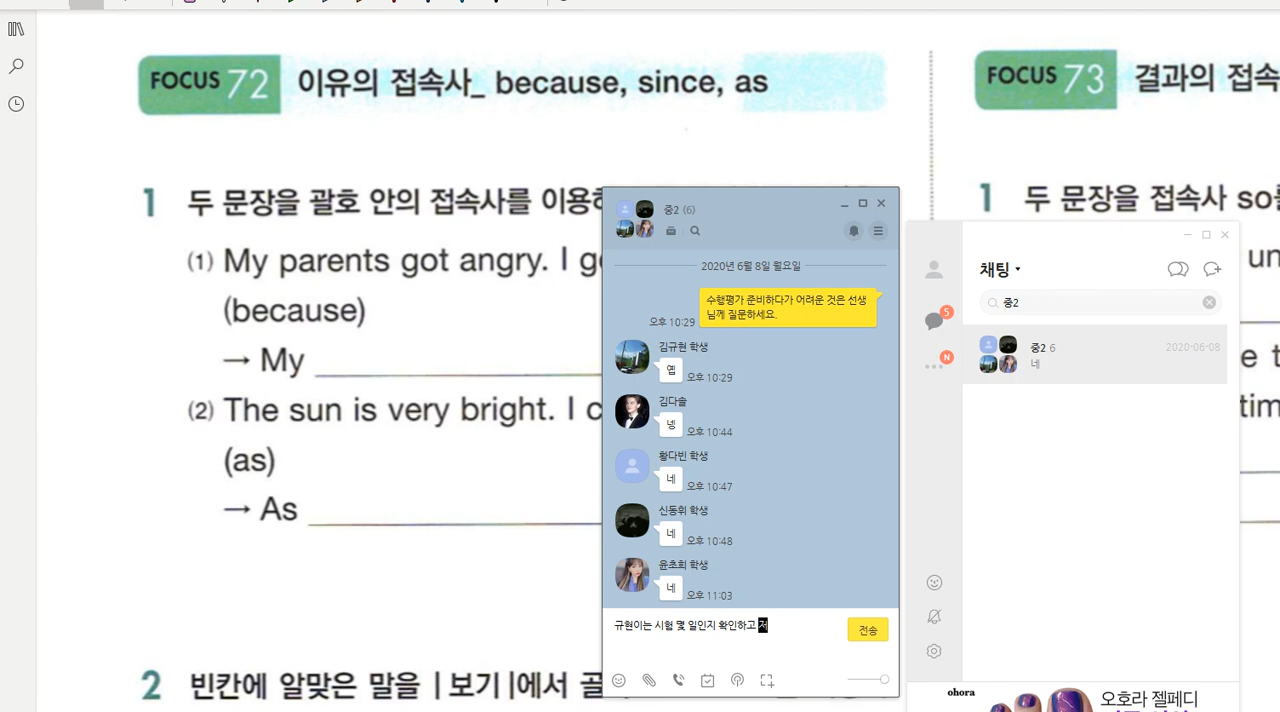 FOCUS 72 이유의 접속사_ because, since, as
1 두 문장을 괄호 안의 접속사를 이용
(1) My parents got angry. I
(because)
→ My
(2) The sun is very bright. I
(as)
→ As
2 빈칸에 알맞은 말을 |보기|에서
FOCUS 73 결과의 접속
1 두 문장을 접속사 so
un
e
tim
중2 (6)
2020년 6월 8일 월요일
수행평가 준비하다가 어려운 것은 선생
님께 질문하세요.
오후 10:29
김규현 학생
옙
오후 10:29
김다솔
넹
오후 10:44
황다빈 학생
네
오후 10:47
신동휘 학생
네
오후 10:48
윤초희 학생
네
오후 11:03
규현이는 시험 몇 일인지 확인하고 저
전송
채팅
중2
5
N
중2 6
2020-06-08
네
ohora
오호라 젤페디